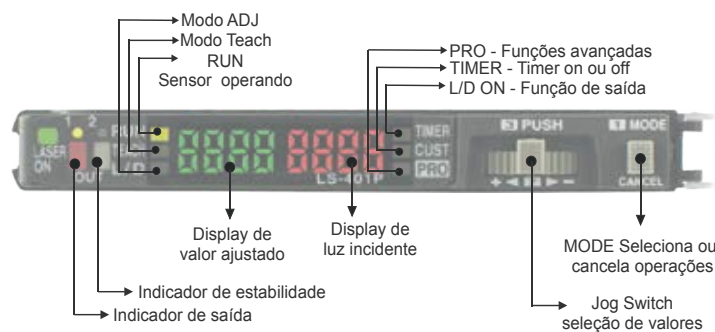 Modo ADJ
Modo Teach
RUN
Sensor operando
PRO - Funções avançadas
TIMER - Timer on ou off
L/D ON - Função de saída
1 2
RUN
TEACH
LASER
ON
OUT
8888 8888
LS-401P
TIMER
CUST
PRO
PUSH
MODE
CANCEL
Display de
valor ajustado
Display de
luz incidente
MODE Seleciona ou
cancela operações
Indicador de estabilidade
Indicador de saída
Jog Switch
seleção de valores